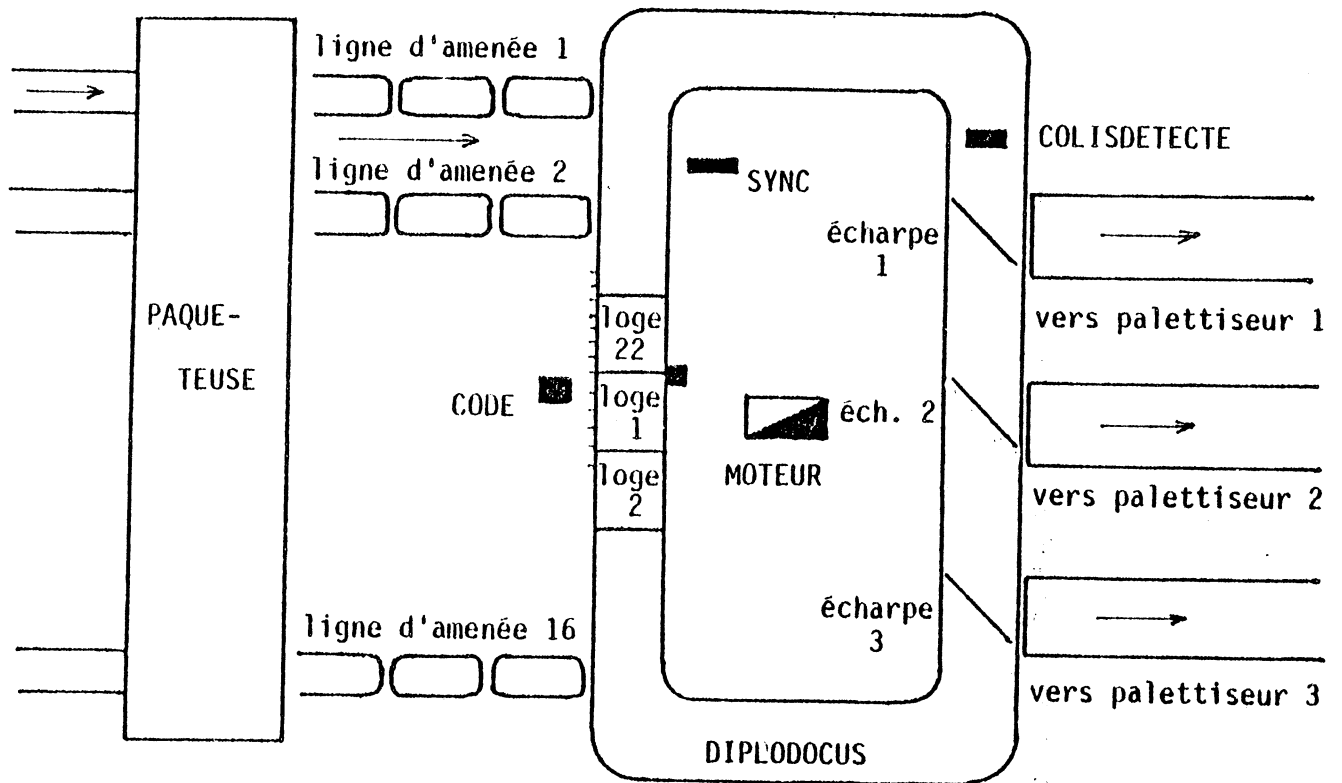 ligne d'amenée 1
COLISDETECTE
ligne d'amenée 2
SYNC
écharpe
1
PAQUE-
TEUSE
loge
22
vers palettiseur 1
CODE
loge
1
éch. 2
MOTEUR
loge
2
vers palettiseur 2
écharpe
3
ligne d'amenée 16
vers palettiseur 3
DIPLODOCUS